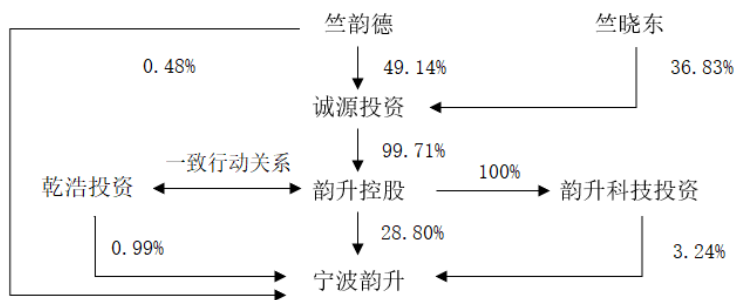 竺韵德
竺晓东
0.48%
49.14%
36.83%
诚源投资
一致行动关系
99.71%
乾浩投资
韵升控股
100%
韵升科技投资
0.99%
28.80%
3.24%
宁波韵升